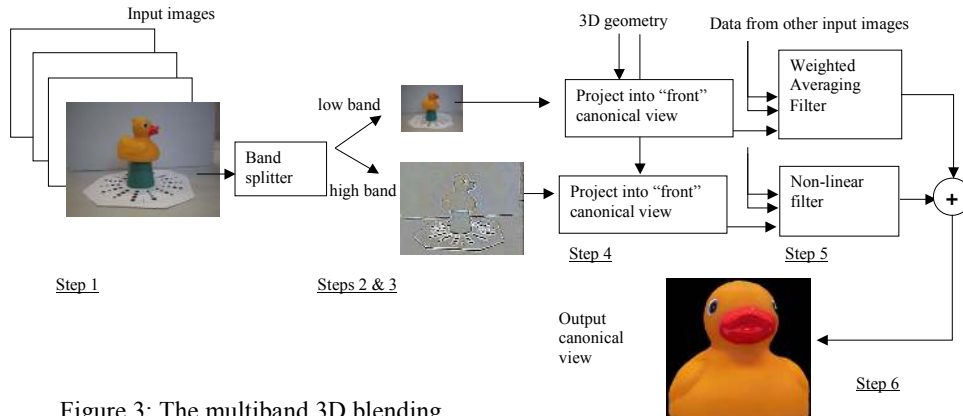 Input images
3D geometry
Data from other input images
low band
high band
Band
splitter
Project into “front”
canonical view
Project into “front”
canonical view
Weighted
Averaging
Filter
Non-linear
filter
+
Step 1
Steps 2 & 3
Step 4
Step 5
Output
canonical
view
Step 6
Figure 3: The multiband 3D blending